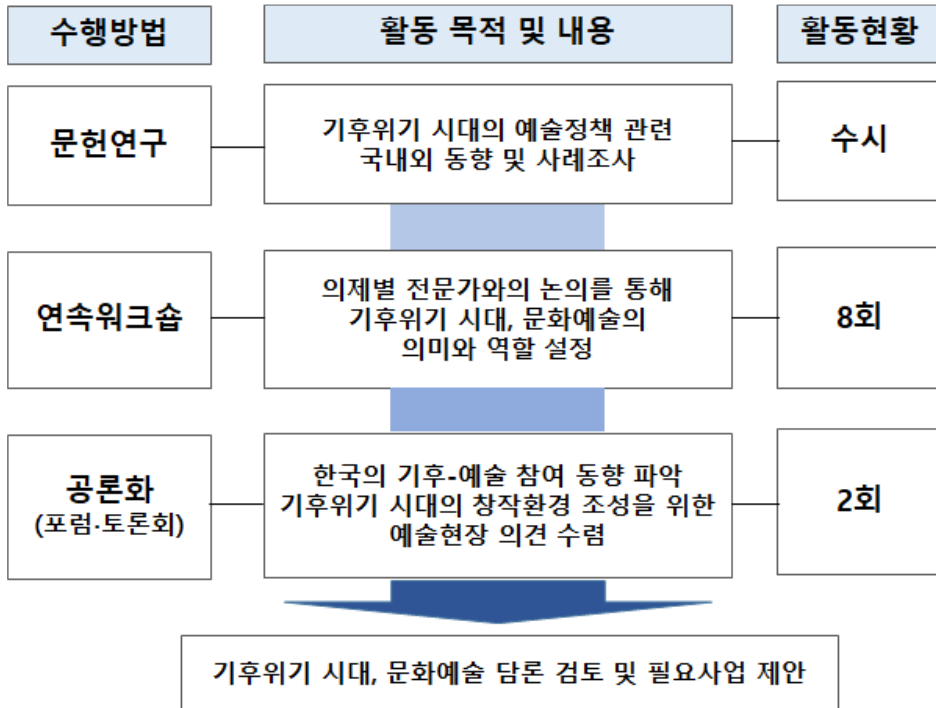 수행방법
활동 목적 및 내용
활동현황
문헌연구
기후위기 시대의 예술정책 관련
국내외 동향 및 사례조사
수시
연속워크숍
의제별 전문가와의 논의를 통해
기후위기 시대, 문화예술의
의미와 역할 설정
8회
공론화
(포럼·토론회)
한국의 기후-예술 참여 동향 파악
기후위기 시대의 창작환경 조성을 위한
예술현장 의견 수렴
2회
기후위기 시대, 문화예술 담론 검토 및 필요사업 제안